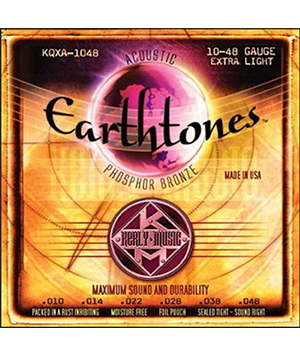 KQXA-1048
ACOUSTIC
10-48 GAUGE
EXTRA LIGHT
Earthtones™
PHOSPHOR BRONZE
MADE IN USA
K
KERLY MUSIC
M
MAXIMUM SOUND AND DURABILITY
.010 .014 .022 .028 .038 .048
PACKED IN A RUST INHIBITING MOISTURE FREE FOIL POUCH SEALED TIGHT - SOUND RIGHT